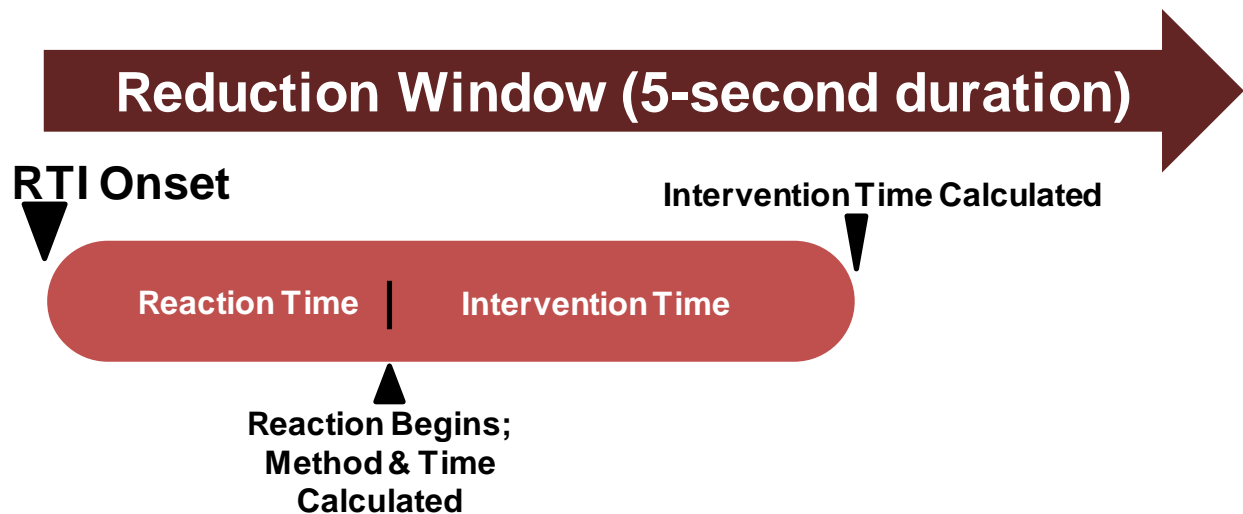 Reduction Window (5-second duration)
RTI Onset
Intervention Time Calculated
Reaction Time
Intervention Time
Reaction Begins;
Method & Time
Calculated